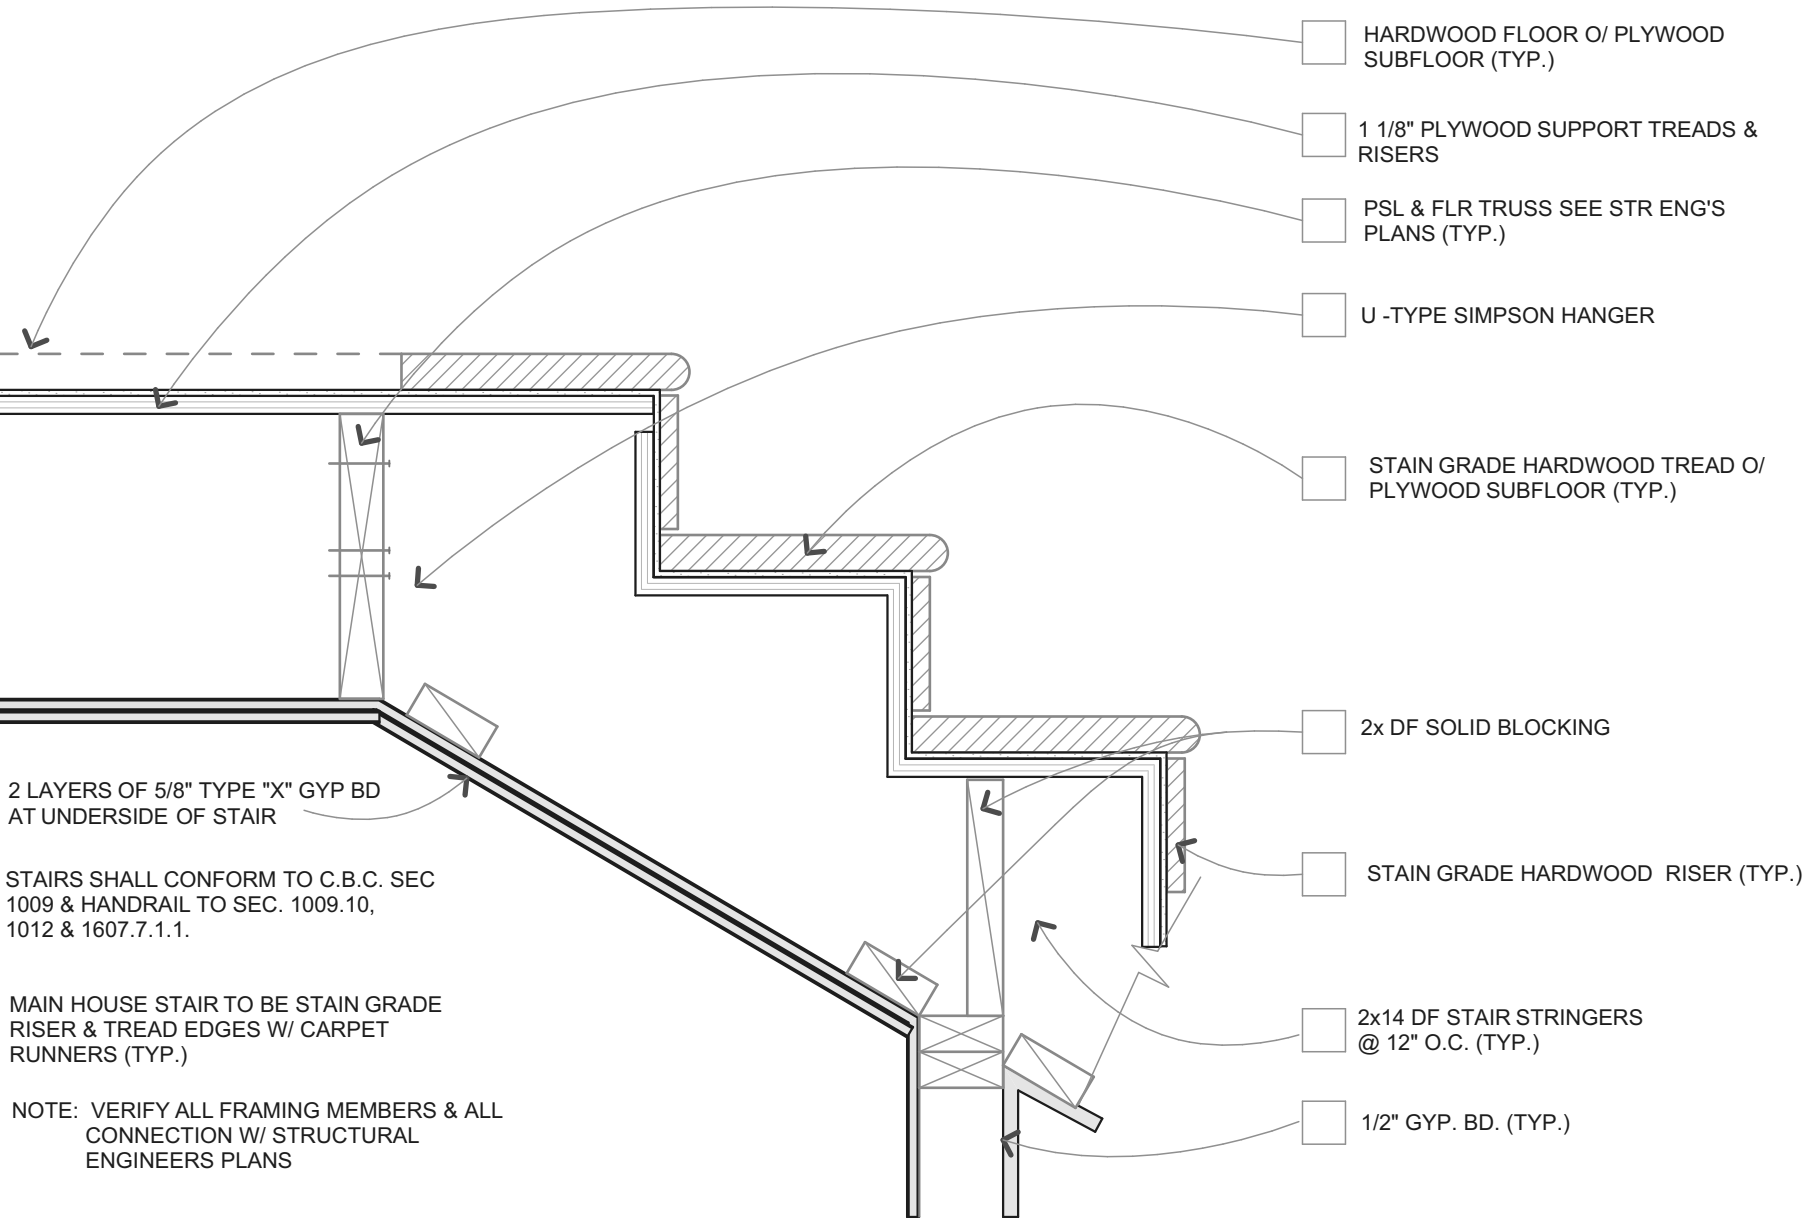 HARDWOOD FLOOR O/ PLYWOOD
SUBFLOOR (TYP.)
1 1/8" PLYWOOD SUPPORT TREADS &
RISERS
PSL & FLR TRUSS SEE STR ENG'S
PLANS (TYP.)
U -TYPE SIMPSON HANGER
STAIN GRADE HARDWOOD TREAD O/
PLYWOOD SUBFLOOR (TYP.)
2x DF SOLID BLOCKING
STAIN GRADE HARDWOOD  RISER (TYP.)
2x14 DF STAIR STRINGERS
@ 12" O.C. (TYP.)
1/2" GYP. BD. (TYP.)
2 LAYERS OF 5/8" TYPE "X" GYP BD
AT UNDERSIDE OF STAIR
STAIRS SHALL CONFORM TO C.B.C. SEC
1009 & HANDRAIL TO SEC. 1009.10,
1012 & 1607.7.1.1.
MAIN HOUSE STAIR TO BE STAIN GRADE
RISER & TREAD EDGES W/ CARPET
RUNNERS (TYP.)
NOTE:  VERIFY ALL FRAMING MEMBERS & ALL
CONNECTION W/ STRUCTURAL
ENGINEERS PLANS